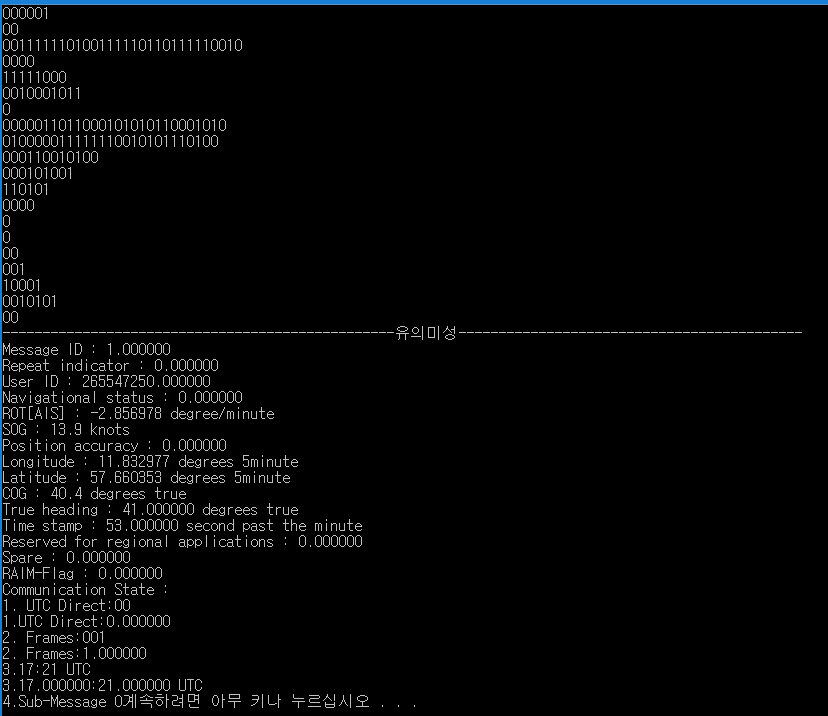 000001
00
001111110100111110110111110010
0000
11111000
0010001011
0
0000011011000101010110001010
010000011111110010101110100
000110010100
000101001
110101
0000
0
0
00
001
10001
0010101
00
-------------------------------------------------유의미성-------------------------------------------
Message ID : 1.000000
Repeat indicator : 0.000000
User ID : 265547250.000000
Navigational status : 0.000000
ROT[AIS] : -2.856978 degree/minute
SOG : 13.9 knots
Position accuracy : 0.000000
Longitude : 11.832977 degrees 5minute
Latitude : 57.660353 degrees 5minute
COG : 40.4 degrees true
True heading : 41.000000 degrees true
Time stamp : 53.000000 second past the minute
Reserved for regional applications : 0.000000
Spare : 0.000000
RAIM-Flag : 0.000000
Communication State :
1. UTC Direct:00
1.UTC Direct:0.000000
2. Frames:001
2. Frames:1.000000
3.17:21 UTC
3.17.000000:21.000000 UTC
4.Sub-Message 0계속하려면 아무 키나 누르십시오 . . .